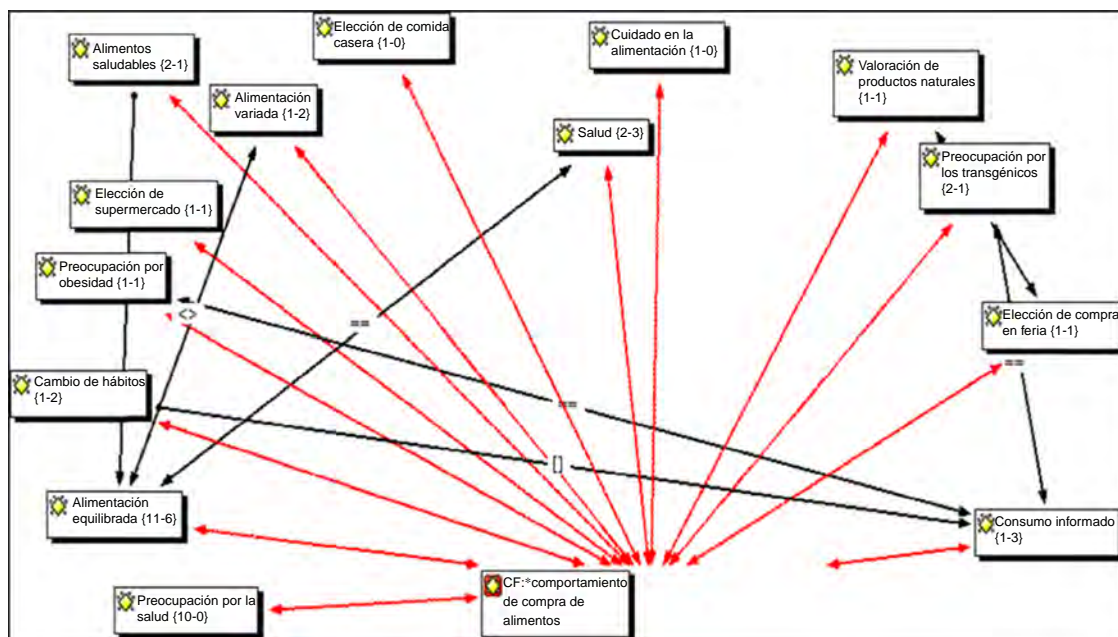 Elección de comida
casera {1-0}
Cuidado en la
alimentación {1-0}
Alimentos
saludables {2-1}
Valoración de
productos naturales
{1-1}
Alimentación
variada {1-2}
Salud {2-3}
Preocupación por
los transgénicos
{2-1}
Elección de
supermercado {1-1}
Preocupación por
obesidad {1-1}
<>
==
Elección de compra
en feria {1-1}
==
Cambio de hábitos
{1-2}
==
[]
Alimentación
equilibrada {11-6}
Consumo informado
{1-3}
CF:*comportamiento
de compra de
alimentos
Preocupación por la
salud {10-0}